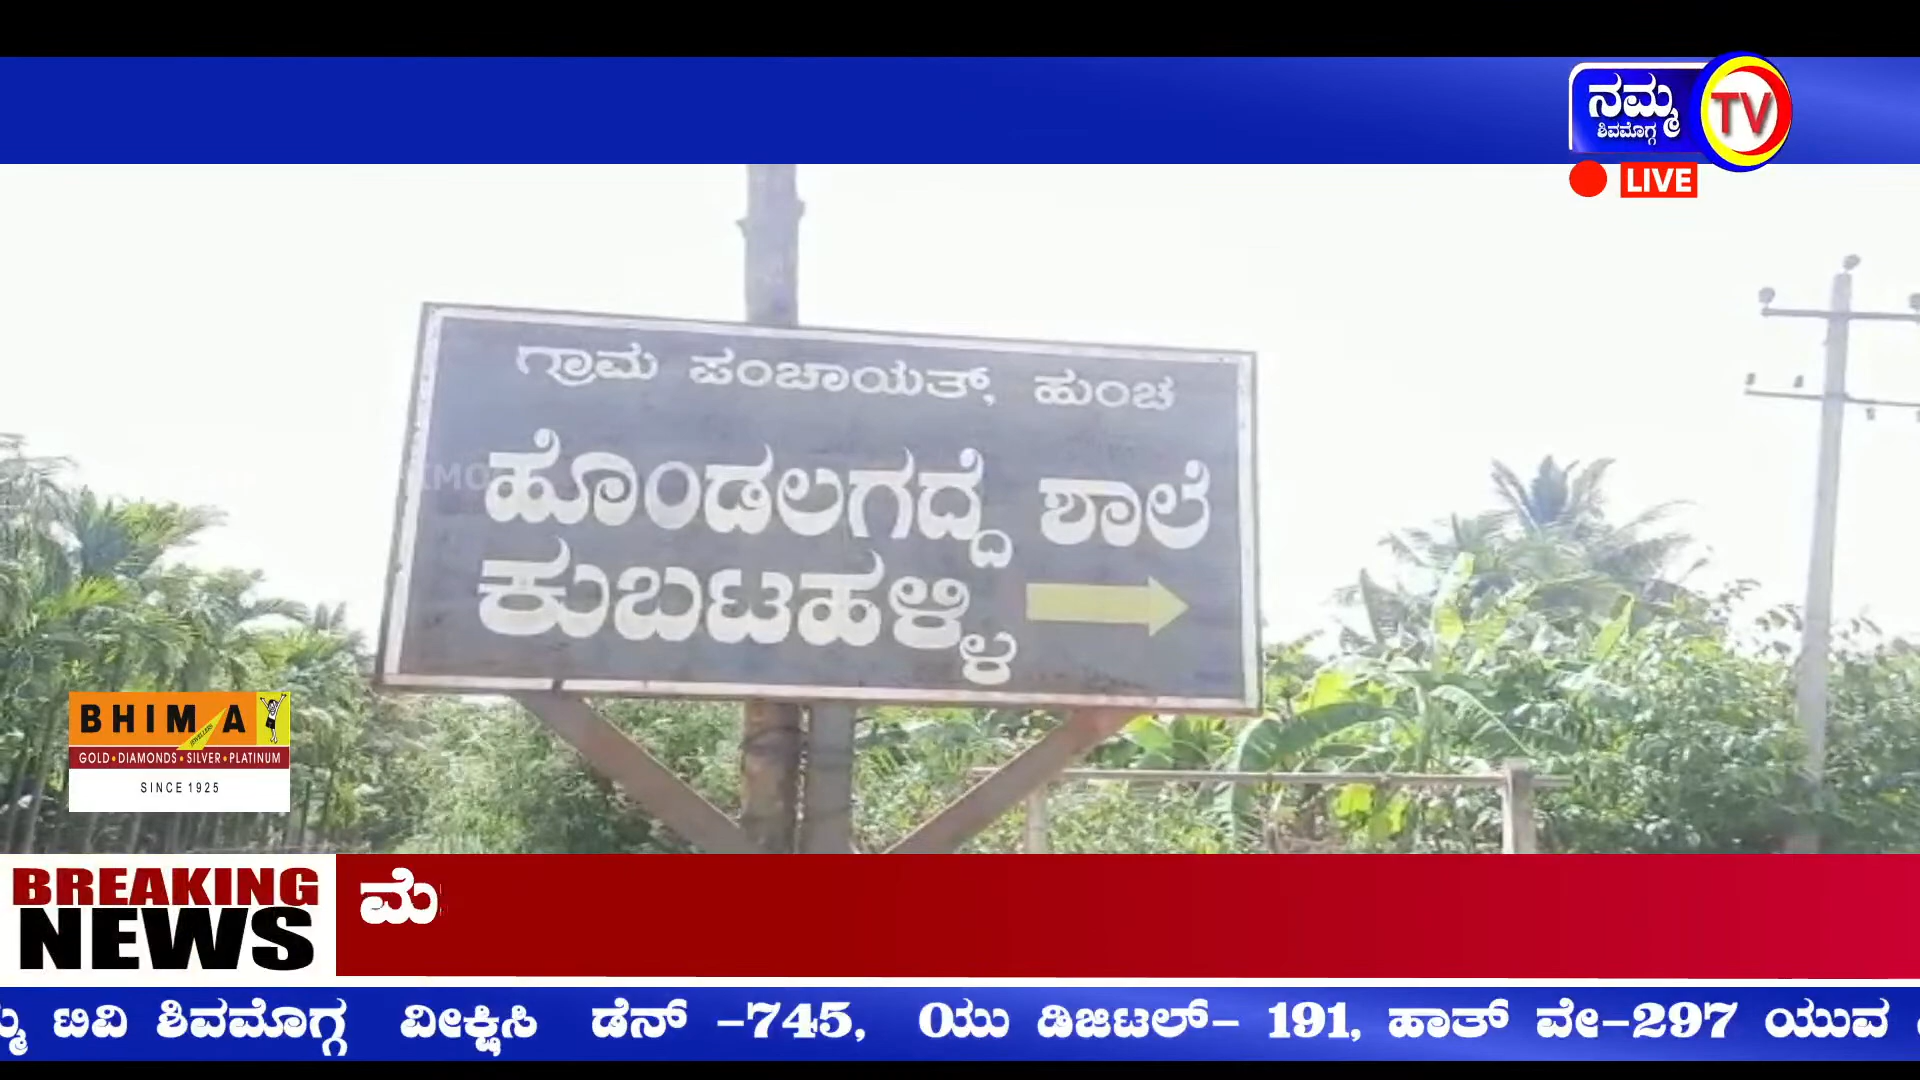 ನಮ್ಮ
ಶಿವಮೊಗ್ಗ
TV
LIVE
ಗ್ರಾಮ ಪಂಚಾಯತ್, ಹುಂಚ
ಹೊಂಡಲಗದ್ದೆ ಶಾಲೆ
ಕುಬಟಹಳ್ಳಿ
BHIMA
JEWELLERS
GOLD•DIAMONDS•SILVER•PLATINUM
SINCE 1925
BREAKING
NEWS
ಮೆ
ಟಿವಿ ಶಿವಮೊಗ್ಗ ವೀಕ್ಷಿಸಿ ಡೆನ್ -745, ಯು ಡಿಜಿಟಲ್- 191, ಹಾತ್ ವೇ-297 ಯುವ